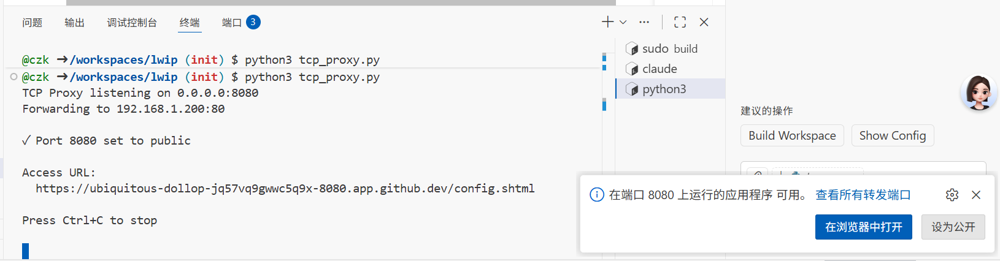 问题 输出 调试控制台 终端 端口 3
@czk ➜/workspaces/lwip (init) $ python3 tcp_proxy.py
@czk ➜/workspaces/lwip (init) $ python3 tcp_proxy.py
TCP Proxy listening on 0.0.0.0:8080
Forwarding to 192.168.1.200:80
✓ Port 8080 set to public
Access URL:
https://ubiquitous-dollop-jq57vq9gwwc5q9x-8080.app.github.dev/config.shtml
Press Ctrl+C to stop
sudo build
claude
python3
建议的操作
Build Workspace Show Config
在端口 8080 上运行的应用程序 可用。 查看所有转发端口
在浏览器中打开 设为公开